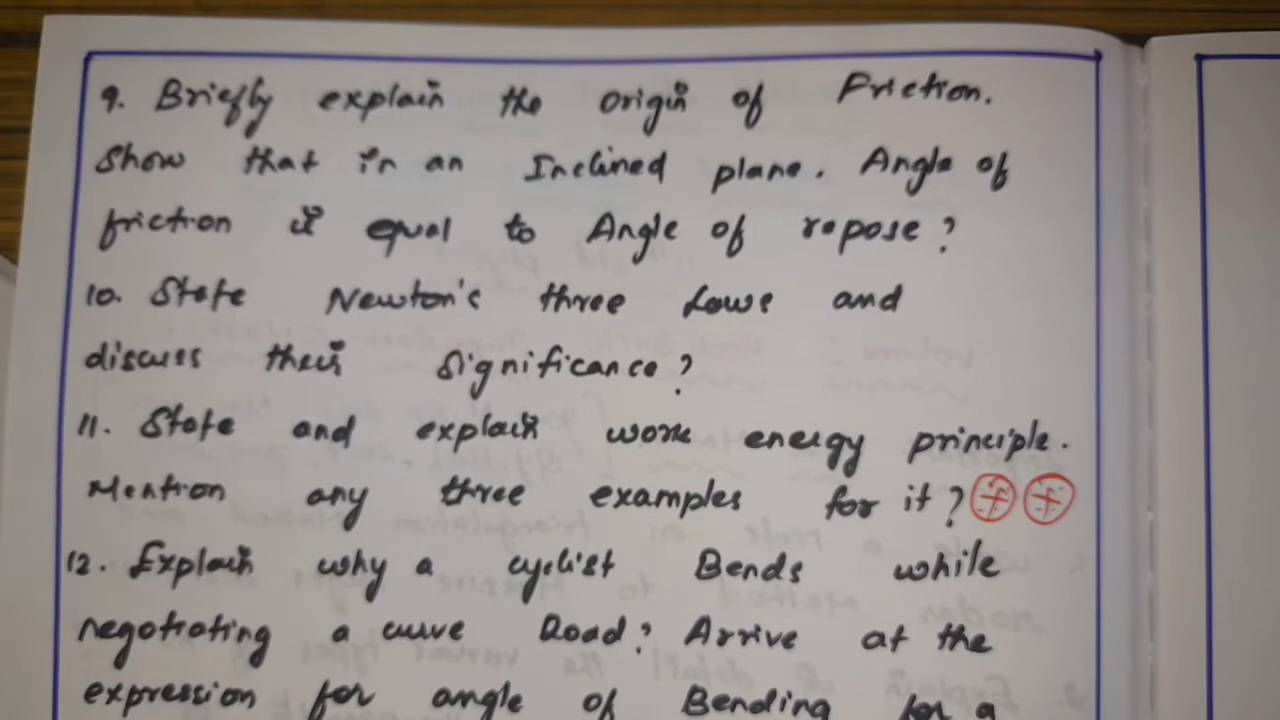 9. Briefly explain the Origin of Friction.
Show that in an Inclined plane. Angle of
friction is equal to Angle of repose?
10. State Newton's three Laws and
discuss their Significance?
11. State and explain work energy principle.
Mention any three examples for it?
12. Explain why a cyclist Bends while
negotiating a curve Road? Arrive at the
expression for angle of Bending for a